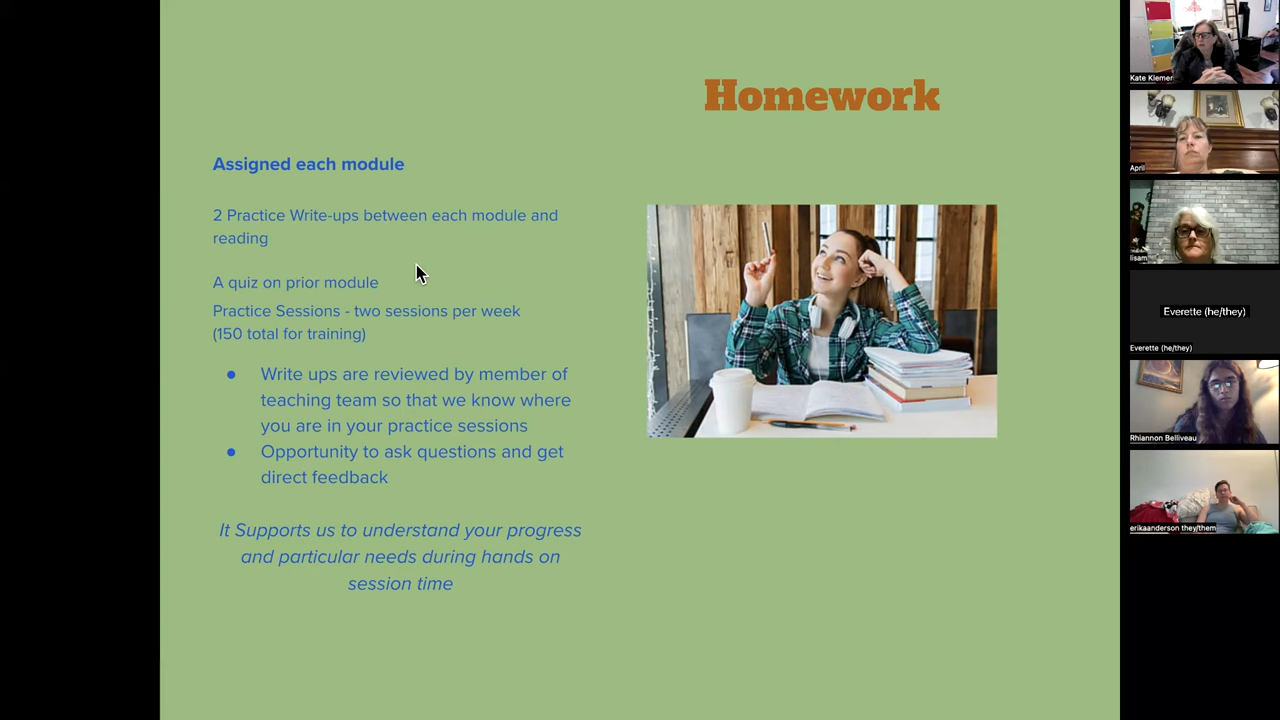 Homework
Assigned each module
2 Practice Write-ups between each module and
reading
A quiz on prior module
Practice Sessions - two sessions per week
(150 total for training)
● Write ups are reviewed by member of
teaching team so that we know where
you are in your practice sessions
● Opportunity to ask questions and get
direct feedback
It Supports us to understand your progress
and particular needs during hands on
session time
Kate Klemer
April
lisam
Everette (he/they)
Everette (he/they)
Rhiannon Belliveau
erikaanderson they/them